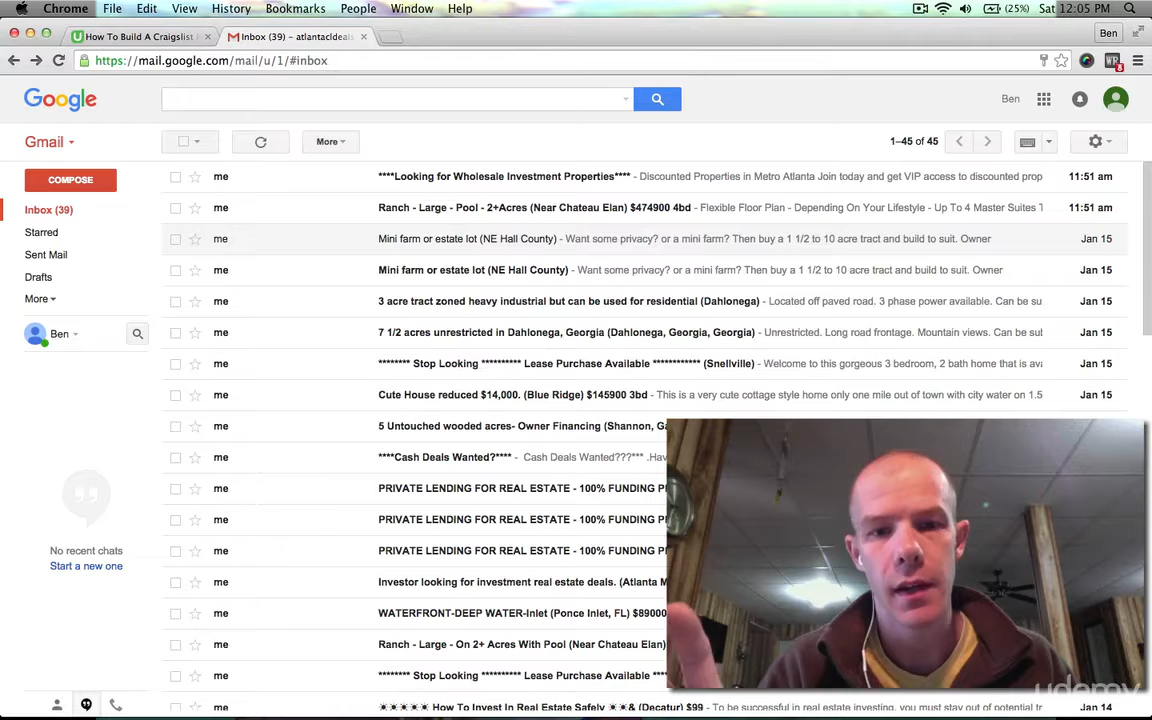 Chrome File Edit View History Bookmarks People Window Help (25%) Sat 12:05 PM
How To Build A Craigslist × Inbox (39) - atlantacldeals × Ben
https://mail.google.com/mail/u/1/#inbox
Google Ben
Gmail More 1–45 of 45
COMPOSE
Inbox (39)
Starred
Sent Mail
Drafts
More
Ben
No recent chats
Start a new one
me ****Looking for Wholesale Investment Properties**** - Discounted Properties in Metro Atlanta Join today and get VIP access to discounted prop 11:51 am
me Ranch - Large - Pool - 2+Acres (Near Chateau Elan) $474900 4bd - Flexible Floor Plan - Depending On Your Lifestyle - Up To 4 Master Suites T 11:51 am
me Mini farm or estate lot (NE Hall County) - Want some privacy? or a mini farm? Then buy a 1 1/2 to 10 acre tract and build to suit. Owner Jan 15
me Mini farm or estate lot (NE Hall County) - Want some privacy? or a mini farm? Then buy a 1 1/2 to 10 acre tract and build to suit. Owner Jan 15
me 3 acre tract zoned heavy industrial but can be used for residential (Dahlonega) - Located off paved road. 3 phase power available. Can be su Jan 15
me 7 1/2 acres unrestricted in Dahlonega, Georgia (Dahlonega, Georgia, Georgia) - Unrestricted. Long road frontage. Mountain views. Can be sut Jan 15
me ******** Stop Looking ********* Lease Purchase Available *********** (Snellville) - Welcome to this gorgeous 3 bedroom, 2 bath home that is ava Jan 15
me Cute House reduced $14,000. (Blue Ridge) $145900 3bd - This is a very cute cottage style home only one mile out of town with city water on 1.5 Jan 15
me 5 Untouched wooded acres- Owner Financing (Shannon, Ga
me ****Cash Deals Wanted?**** - Cash Deals Wanted???*** .Hav
me PRIVATE LENDING FOR REAL ESTATE - 100% FUNDING P
me PRIVATE LENDING FOR REAL ESTATE - 100% FUNDING P
me PRIVATE LENDING FOR REAL ESTATE - 100% FUNDING P
me Investor looking for investment real estate deals. (Atlanta M
me WATERFRONT-DEEP WATER-Inlet (Ponce Inlet, FL) $89000
me Ranch - Large - On 2+ Acres With Pool (Near Chateau Elan)
me ******** Stop Looking ********* Lease Purchase Available ****
me ☀☀☀☀☀ How To Invest In Real Estate Safely ☀☀& (Decatur) $99 - To be successful in real estate investing, you must stay out of potential tr Jan 14
udemy